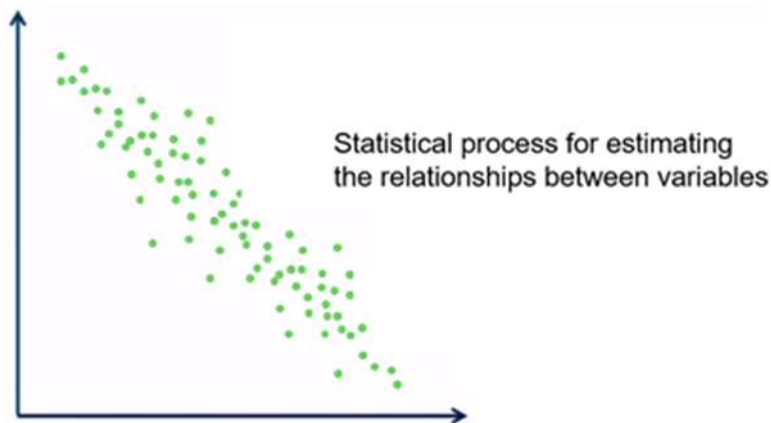 Statistical process for estimating
the relationships between variables